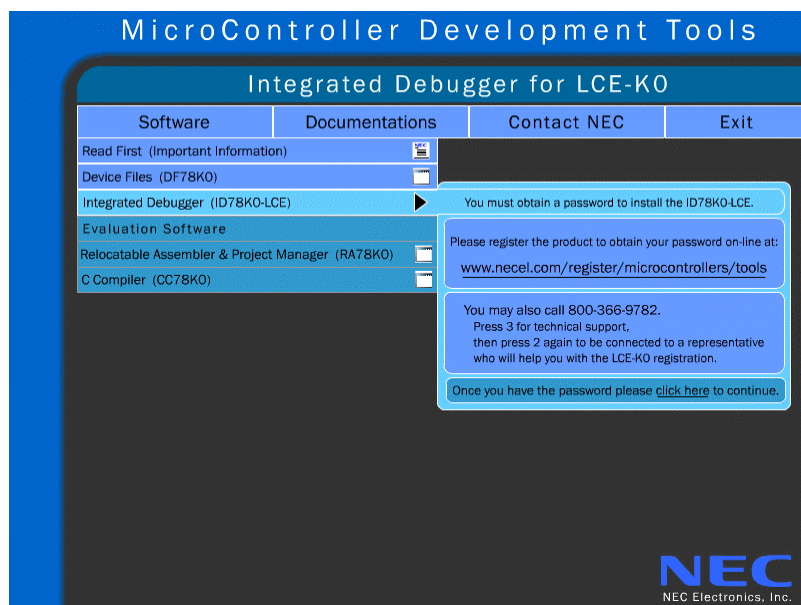 MicroController Development Tools
Integrated Debugger for LCE-K0
Software
Documentations
Contact NEC
Exit
Read First (Important Information)
NEC
Device Files (DF78K0)
Integrated Debugger (ID78K0-LCE)
Evaluation Software
Relocatable Assembler & Project Manager (RA78K0)
C Compiler (CC78K0)
You must obtain a password to install the ID78K0-LCE.
Please register the product to obtain your password on-line at:
www.necel.com/register/microcontrollers/tools
You may also call 800-366-9782.
Press 3 for technical support,
then press 2 again to be connected to a representative
who will help you with the LCE-K0 registration.
Once you have the password please click here to continue.
NEC
NEC Electronics, Inc.